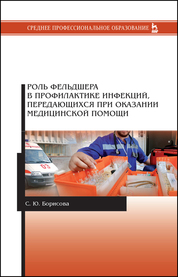 СРЕДНЕЕ ПРОФЕССИОНАЛЬНОЕ ОБРАЗОВАНИЕ
РОЛЬ ФЕЛЬДШЕРА
В ПРОФИЛАКТИКЕ ИНФЕКЦИЙ,
ПЕРЕДАЮЩИХСЯ ПРИ ОКАЗАНИИ
МЕДИЦИНСКОЙ ПОМОЩИ
С. Ю. Борисова